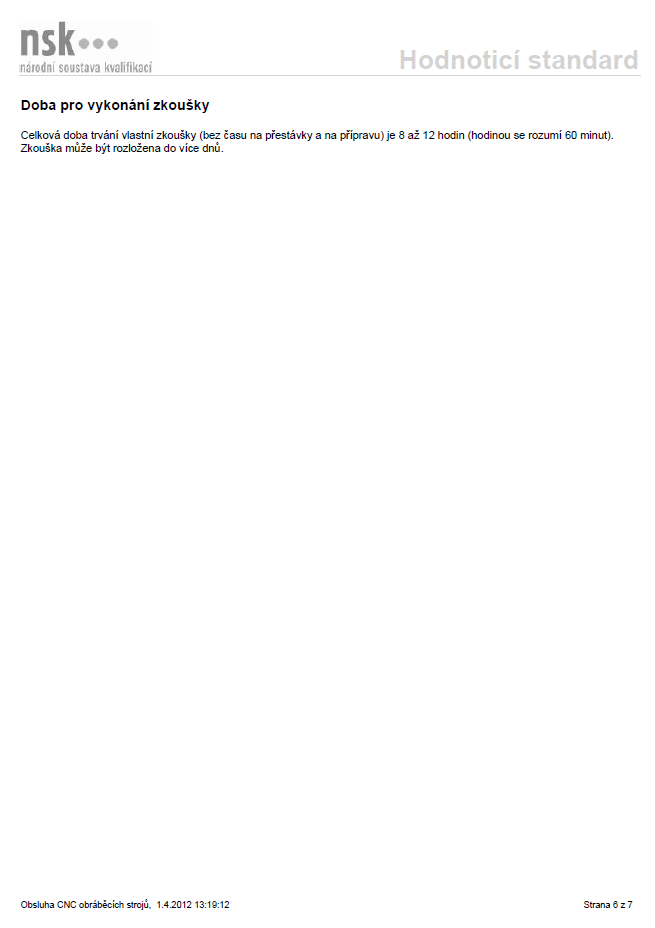 nsk
národní soustava kvalifikací
Hodnoticí standard
Doba pro vykonání zkoušky
Celková doba trvání vlastní zkoušky (bez času na přestávky a na přípravu) je 8 až 12 hodin (hodinou se rozumí 60 minut).
Zkouška může být rozložena do více dnů.
Obsluha CNC obráběcích strojů, 1.4.2012 13:19:12
Strana 6 z 7